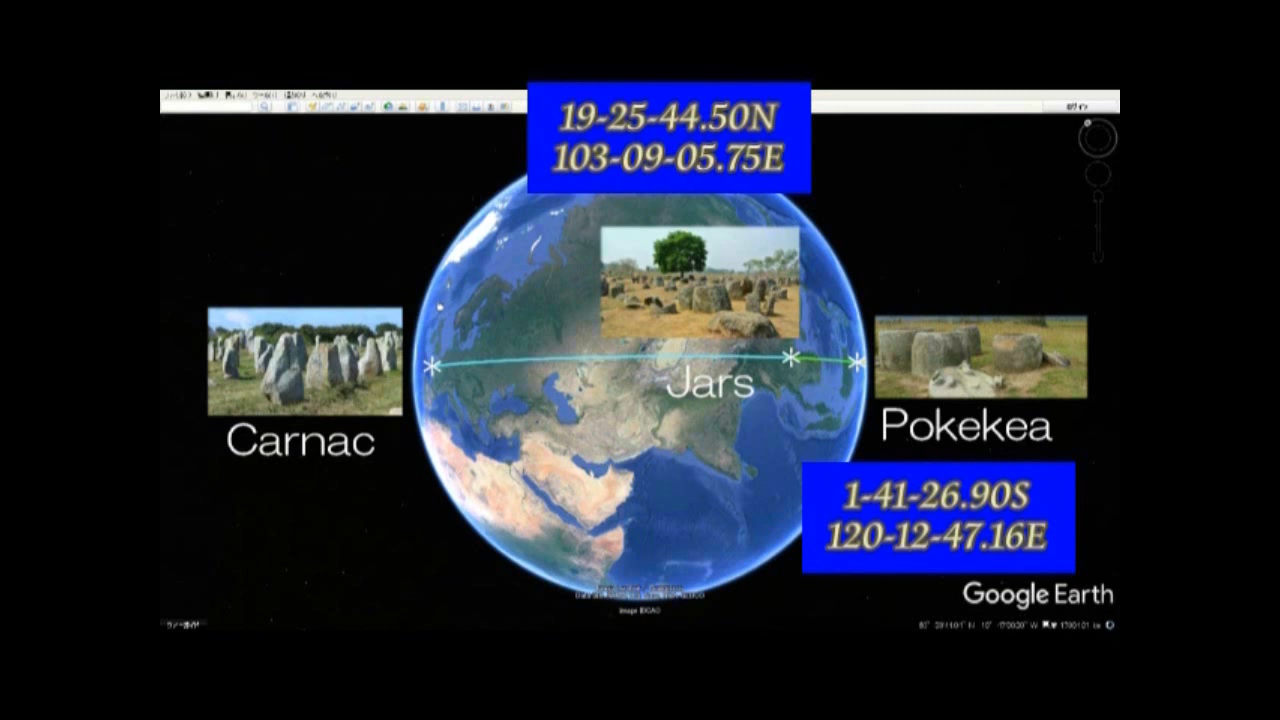 19-25-44.50N
103-09-05.75E
Jars
Carnac
Pokekea
1-41-26.90S
120-12-47.16E
Google Earth